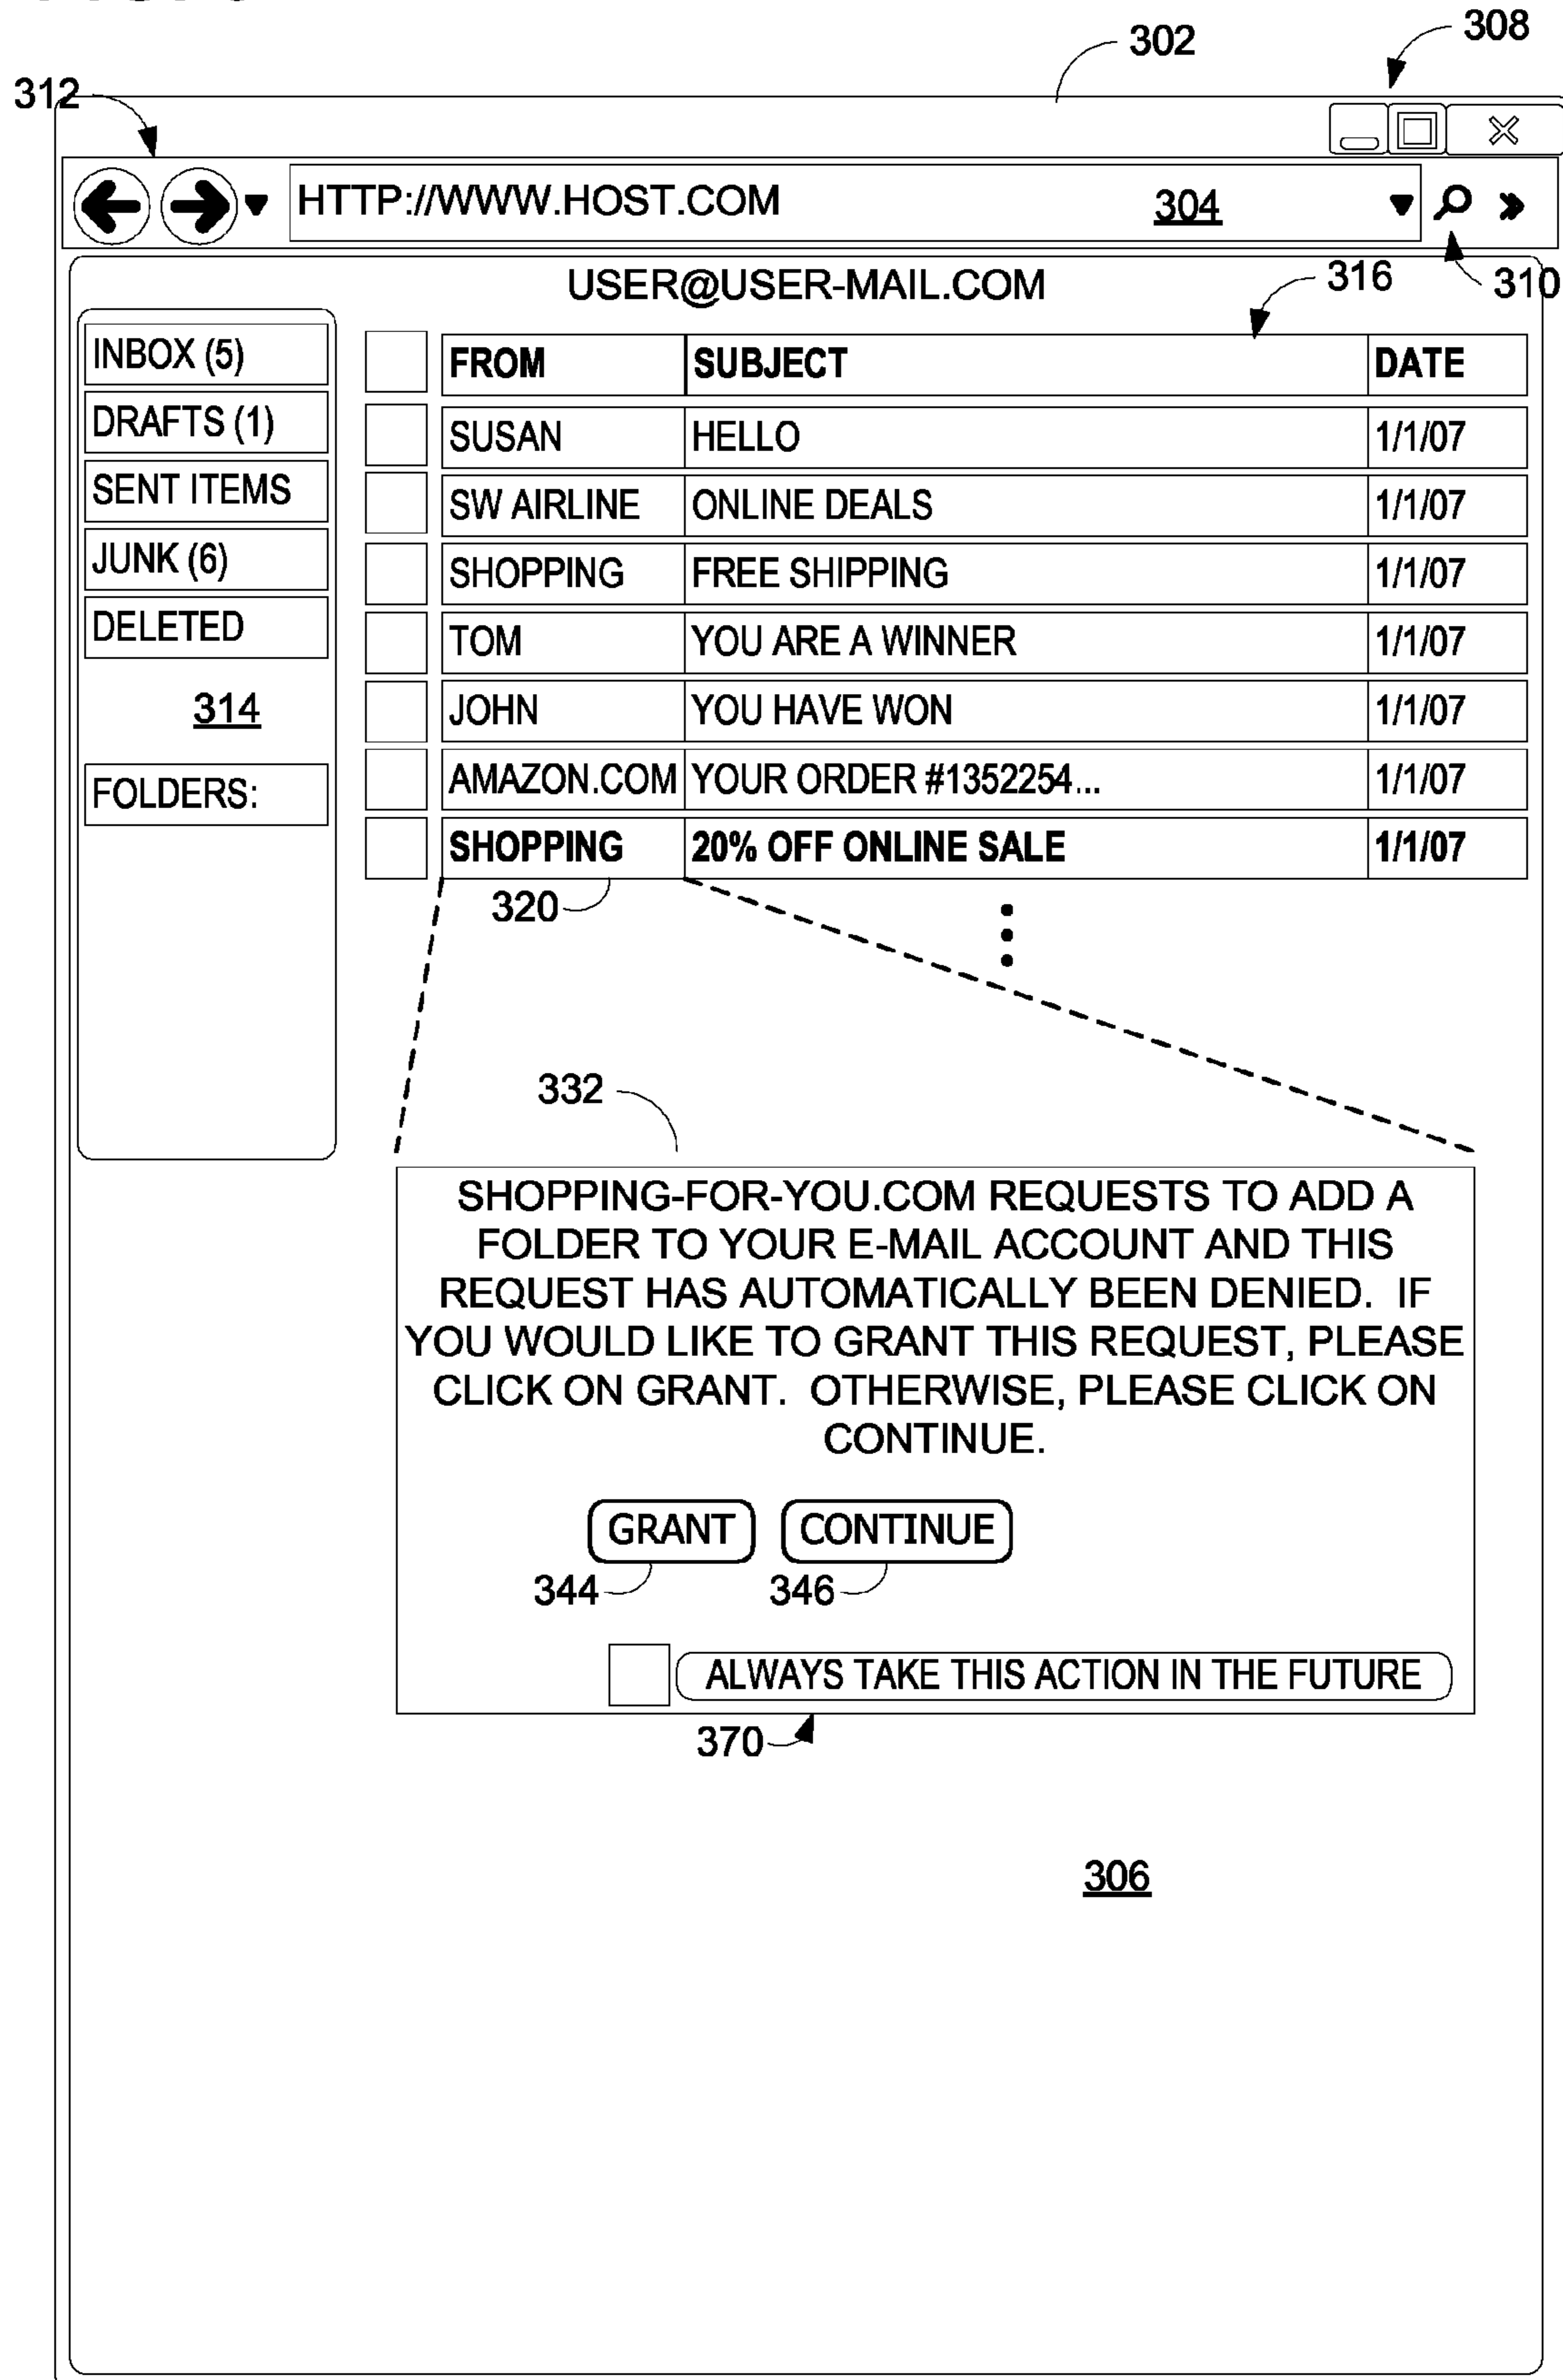 302
308
312
HTTP://WWW.HOST.COM
304
310
USER@USER-MAIL.COM
316
INBOX (5)
DRAFTS (1)
SENT ITEMS
JUNK (6)
DELETED
314
FOLDERS:
FROM SUBJECT DATE
SUSAN HELLO 1/1/07
SW AIRLINE ONLINE DEALS 1/1/07
SHOPPING FREE SHIPPING 1/1/07
TOM YOU ARE A WINNER 1/1/07
JOHN YOU HAVE WON 1/1/07
AMAZON.COM YOUR ORDER #1352254... 1/1/07
SHOPPING 20% OFF ONLINE SALE 1/1/07
320
332
SHOPPING-FOR-YOU.COM REQUESTS TO ADD A
FOLDER TO YOUR E-MAIL ACCOUNT AND THIS
REQUEST HAS AUTOMATICALLY BEEN DENIED. IF
YOU WOULD LIKE TO GRANT THIS REQUEST, PLEASE
CLICK ON GRANT. OTHERWISE, PLEASE CLICK ON
CONTINUE.
GRANT CONTINUE
344 346
ALWAYS TAKE THIS ACTION IN THE FUTURE
370
306